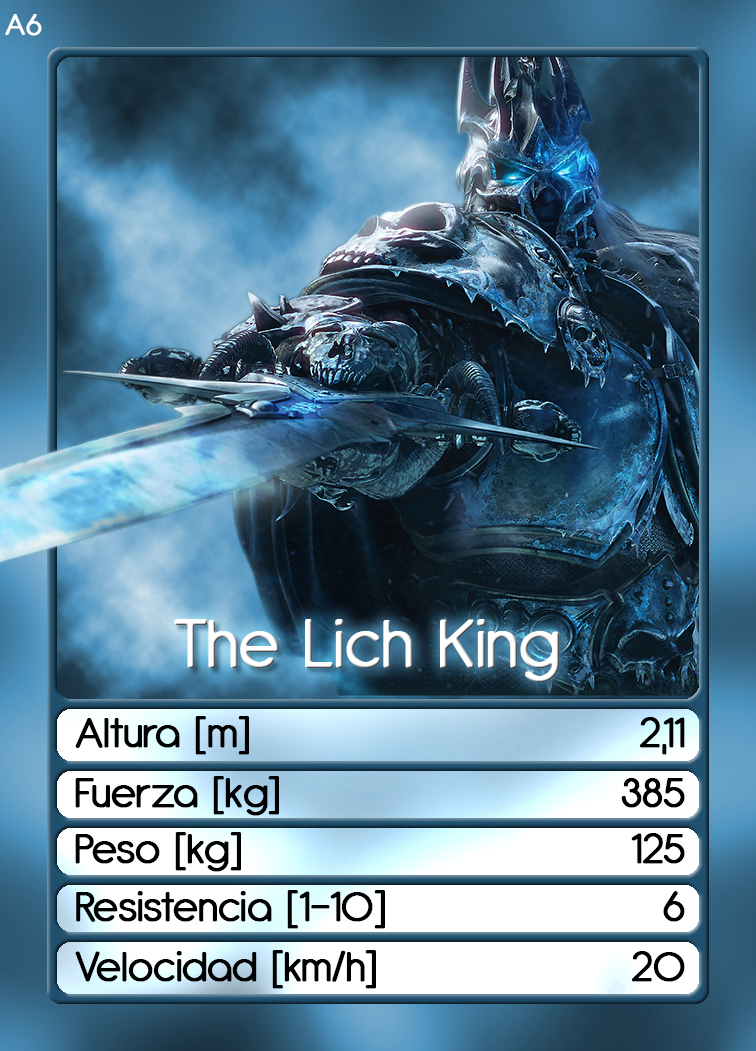 A6
The Lich King
Altura [m] 2,11
Fuerza [kg] 385
Peso [kg] 125
Resistencia [1-10] 6
Velocidad [km/h] 20